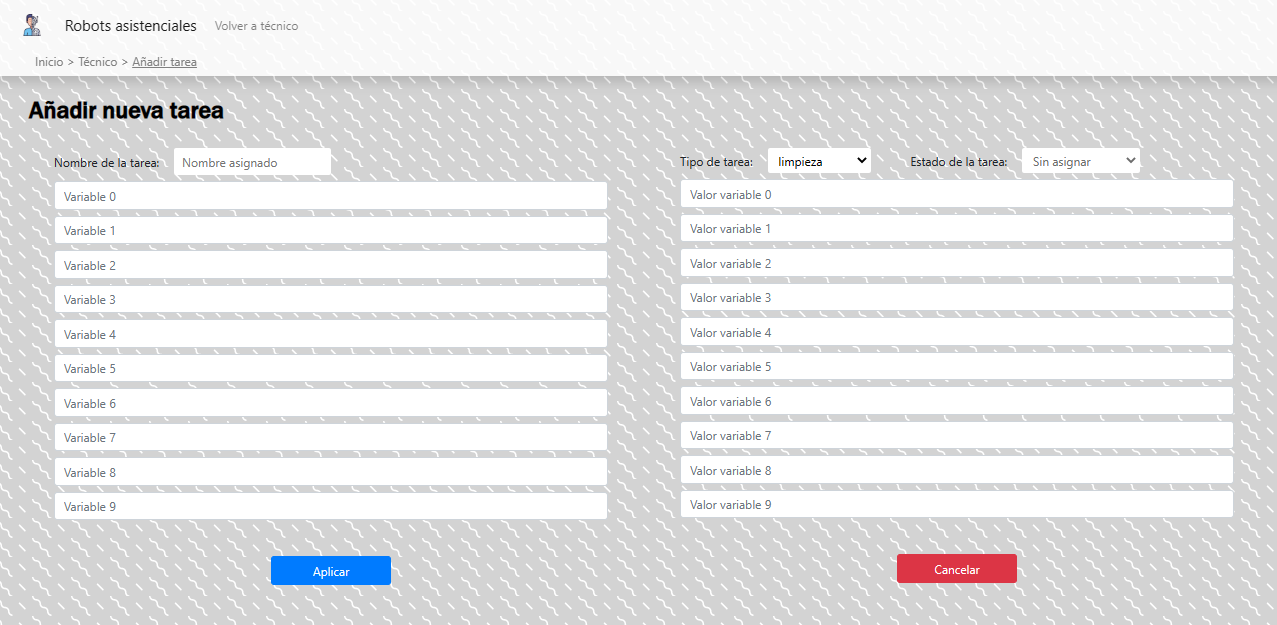 Robots asistenciales Volver a técnico
Inicio > Técnico > Añadir tarea
Añadir nueva tarea
Nombre de la tarea: Nombre asignado
Tipo de tarea: limpieza Estado de la tarea: Sin asignar
Variable 0 Valor variable 0
Variable 1 Valor variable 1
Variable 2 Valor variable 2
Variable 3 Valor variable 3
Variable 4 Valor variable 4
Variable 5 Valor variable 5
Variable 6 Valor variable 6
Variable 7 Valor variable 7
Variable 8 Valor variable 8
Variable 9 Valor variable 9
Aplicar Cancelar